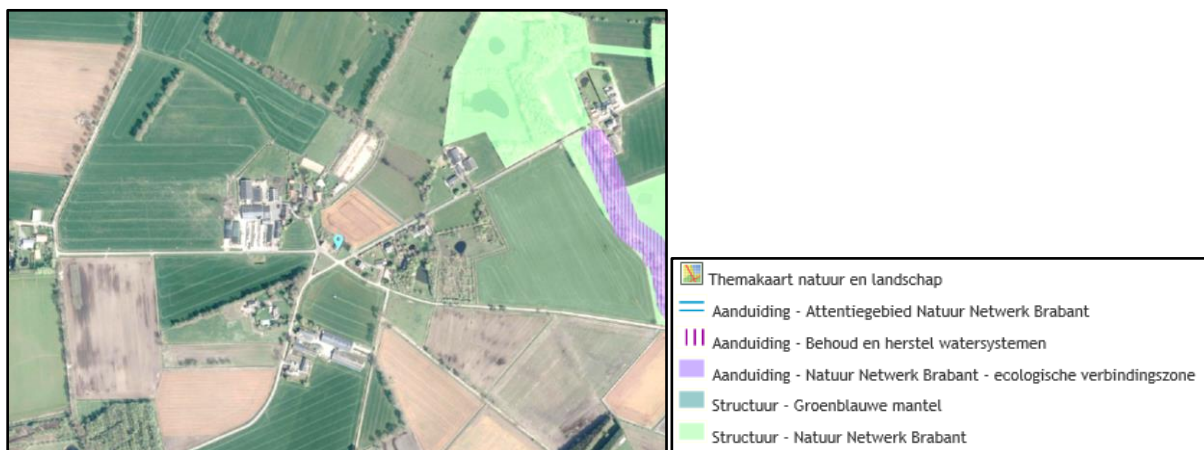 Themakaart natuur en landschap
Aanduiding - Attentiegebied Natuur Netwerk Brabant
Aanduiding - Behoud en herstel watersystemen
Aanduiding - Natuur Netwerk Brabant - ecologische verbindingszone
Structuur - Groenblauwe mantel
Structuur - Natuur Netwerk Brabant